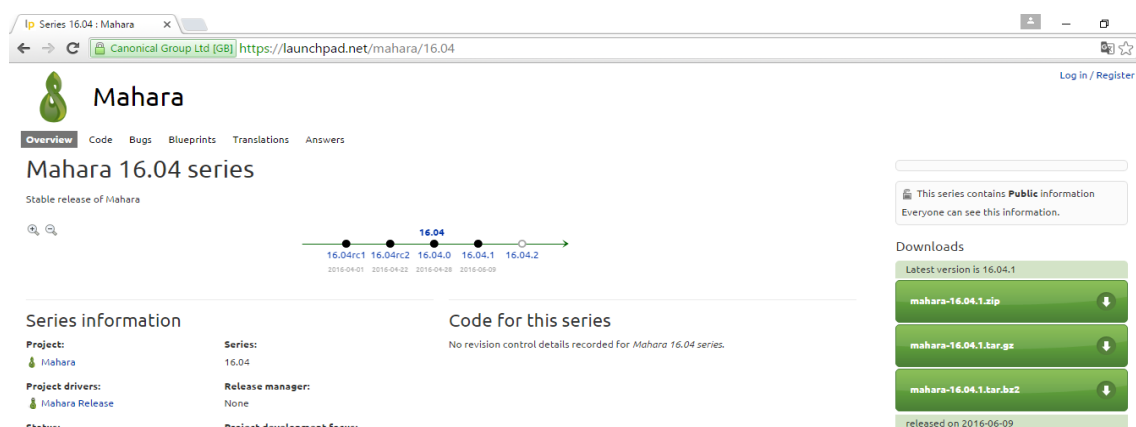 lp Series 16.04 : Mahara
Canonical Group Ltd [GB] https://launchpad.net/mahara/16.04
Log in / Register
Mahara
Overview Code Bugs Blueprints Translations Answers
Mahara 16.04 series
Stable release of Mahara
16.04
16.04rc1 16.04rc2 16.04.0 16.04.1 16.04.2
2016-04-01 2016-04-22 2016-04-28 2016-06-09
This series contains Public information
Everyone can see this information.
Downloads
Latest version is 16.04.1
mahara-16.04.1.zip
mahara-16.04.1.tar.gz
mahara-16.04.1.tar.bz2
released on 2016-06-09
Series information
Project: Series:
Mahara 16.04
Project drivers: Release manager:
Mahara Release None
Status: Project development focus:
Code for this series
No revision control details recorded for Mahara 16.04 series.